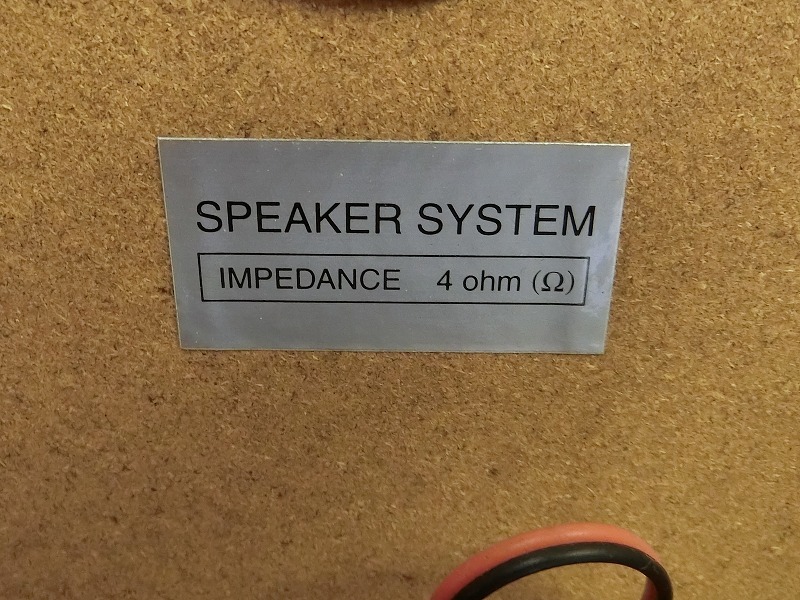 SPEAKER SYSTEM
IMPEDANCE 4 ohm (Ω)